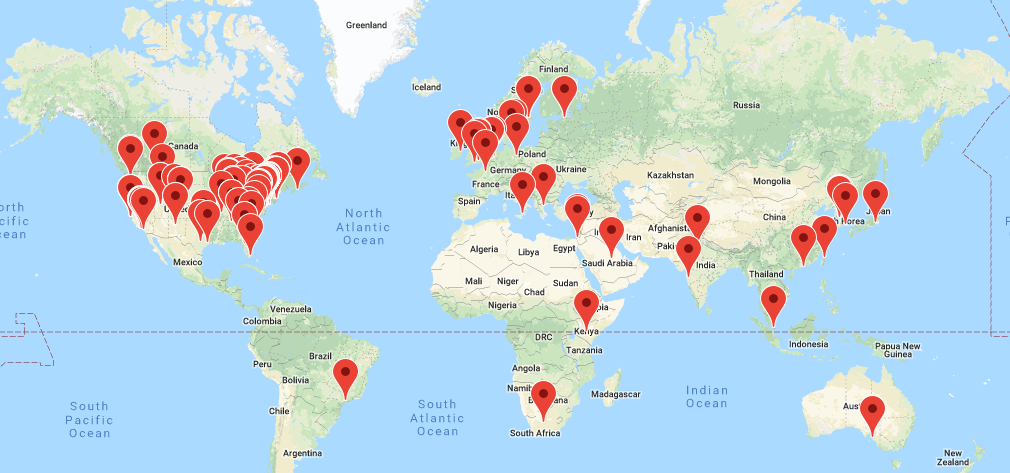 Greenland
Iceland
Finland
Russia
Canada
Poland
Ukraine
Germany
Kazakhstan
France
Mongolia
Spain
North
Atlantic
Ocean
China
Afghanist
Iran
Algeria
Libya
Egypt
Saudi Arabia
India
Mexico
Mali
Niger
Chad
Sudan
Thailand
Nigeria
Venezuela
Colombia
DRC
Kenya
Tanzania
Indonesia
Papua New
Guinea
Peru
Brazil
Angola
Bolivia
Madagascar
Indian
Ocean
South
Pacific
Ocean
South
Atlantic
Ocean
Chile
South Africa
Argentina
New
Zealand